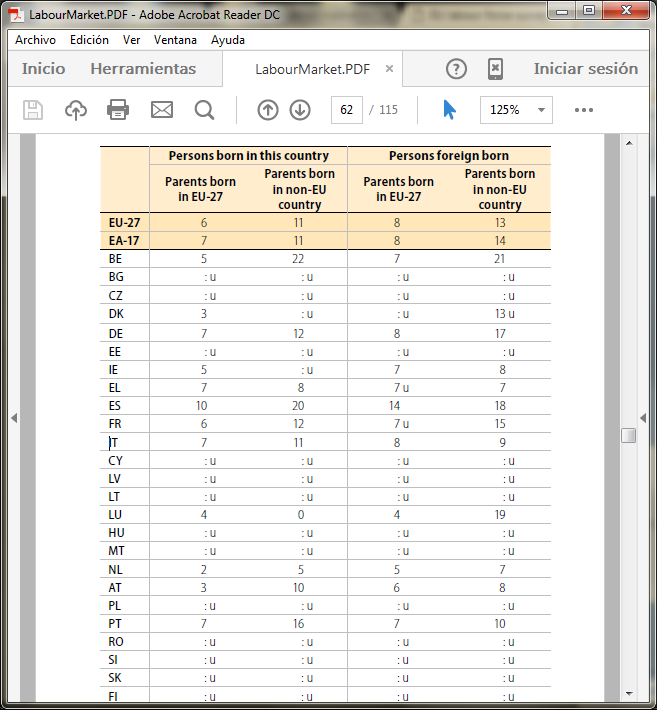 LabourMarket.PDF - Adobe Acrobat Reader DC
Archivo Edición Ver Ventana Ayuda
Inicio Herramientas LabourMarket.PDF × ? Iniciar sesión
62 / 115 125%
Persons born in this country Persons foreign born
Parents born in EU-27 Parents born in non-EU country Parents born in EU-27 Parents born in non-EU country
EU-27 6 11 8 13
EA-17 7 11 8 14
BE 5 22 7 21
BG : u : u : u : u
CZ : u : u : u : u
DK 3 : u : u 13 u
DE 7 12 8 17
EE : u : u : u : u
IE 5 : u 7 8
EL 7 8 7 u 7
ES 10 20 14 18
FR 6 12 7 u 15
IT 7 11 8 9
CY : u : u : u : u
LV : u : u : u : u
LT : u : u : u : u
LU 4 0 4 19
HU : u : u : u : u
MT : u : u : u : u
NL 2 5 5 7
AT 3 10 6 8
PL : u : u : u : u
PT 7 16 7 10
RO : u : u : u : u
SI : u : u : u : u
SK : u : u : u : u
FI : u : u : u : u